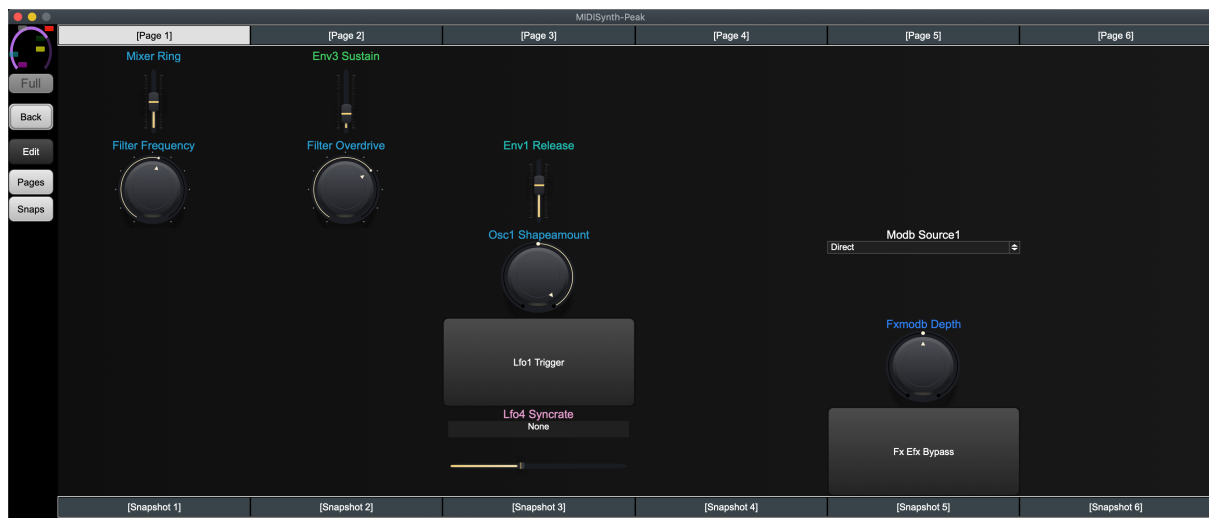 MIDISynth-Peak
[Page 1] [Page 2] [Page 3] [Page 4] [Page 5] [Page 6]
Full
Back
Edit
Pages
Snaps
Mixer Ring
Env3 Sustain
Filter Frequency
Filter Overdrive
Env1 Release
Osc1 Shapeamount
Modb Source1
Direct
Lfo1 Trigger
Fxmodb Depth
Lfo4 Syncrate
None
Fx Efx Bypass
[Snapshot 1] [Snapshot 2] [Snapshot 3] [Snapshot 4] [Snapshot 5] [Snapshot 6]